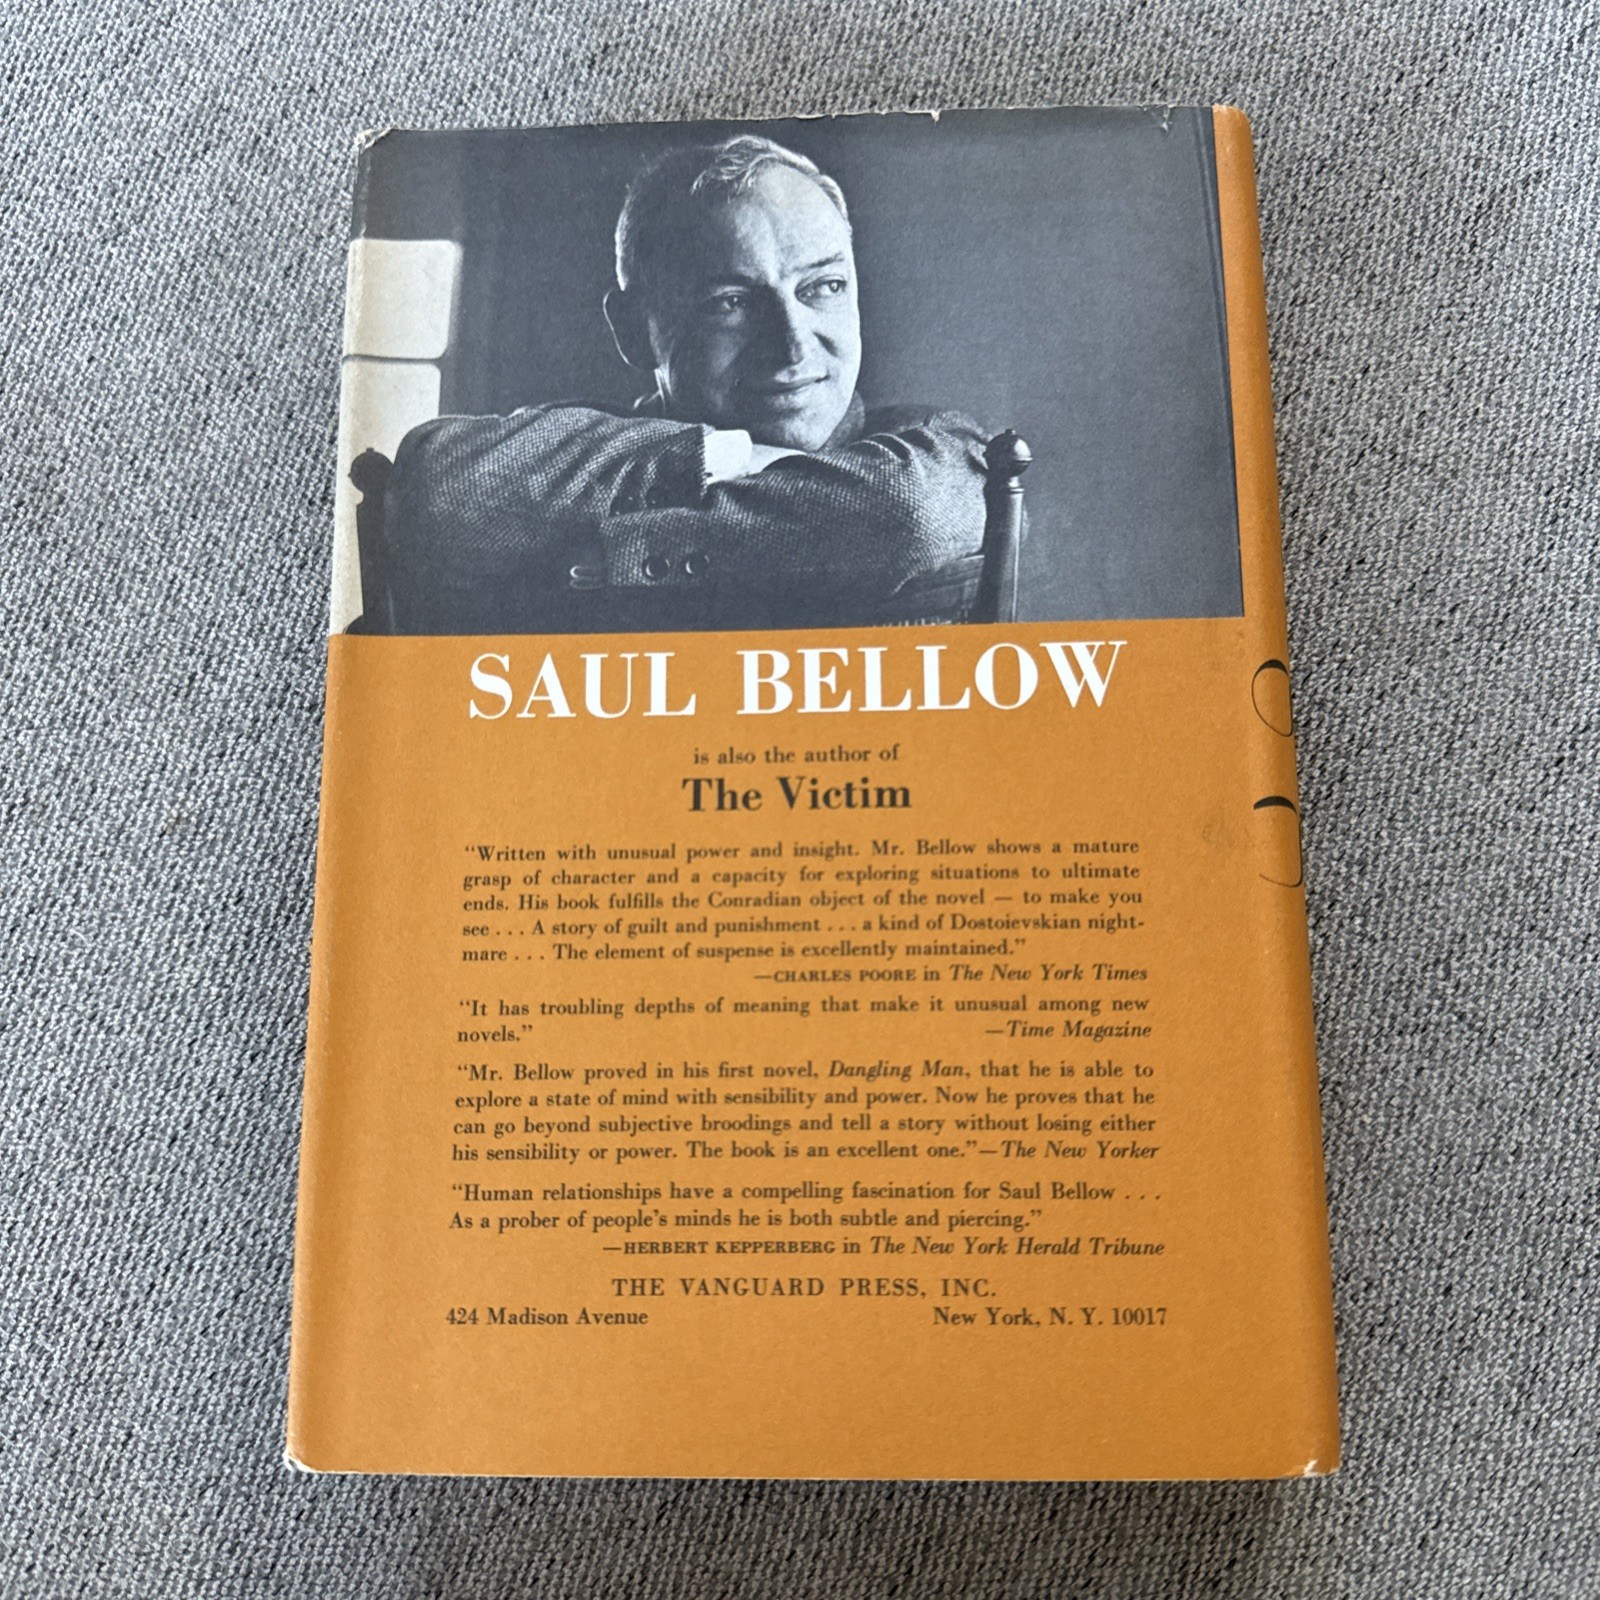 SAUL BELLOW
is also the author of
The Victim
“Written with unusual power and insight. Mr. Bellow shows a mature
grasp of character and a capacity for exploring situations to ultimate
ends. His book fulfills the Conradian object of the novel — to make you
see . . . A story of guilt and punishment . . . a kind of Dostoievskian night-
mare . . . The element of suspense is excellently maintained.”
—CHARLES POORE in The New York Times
“It has troubling depths of meaning that make it unusual among new
novels.” —Time Magazine
“Mr. Bellow proved in his first novel, Dangling Man, that he is able to
explore a state of mind with sensibility and power. Now he proves that he
can go beyond subjective broodings and tell a story without losing either
his sensibility or power. The book is an excellent one.”—The New Yorker
“Human relationships have a compelling fascination for Saul Bellow . . .
As a prober of people’s minds he is both subtle and piercing.”
—HERBERT KEPPERBERG in The New York Herald Tribune
THE VANGUARD PRESS, INC.
424 Madison Avenue New York, N. Y. 10017